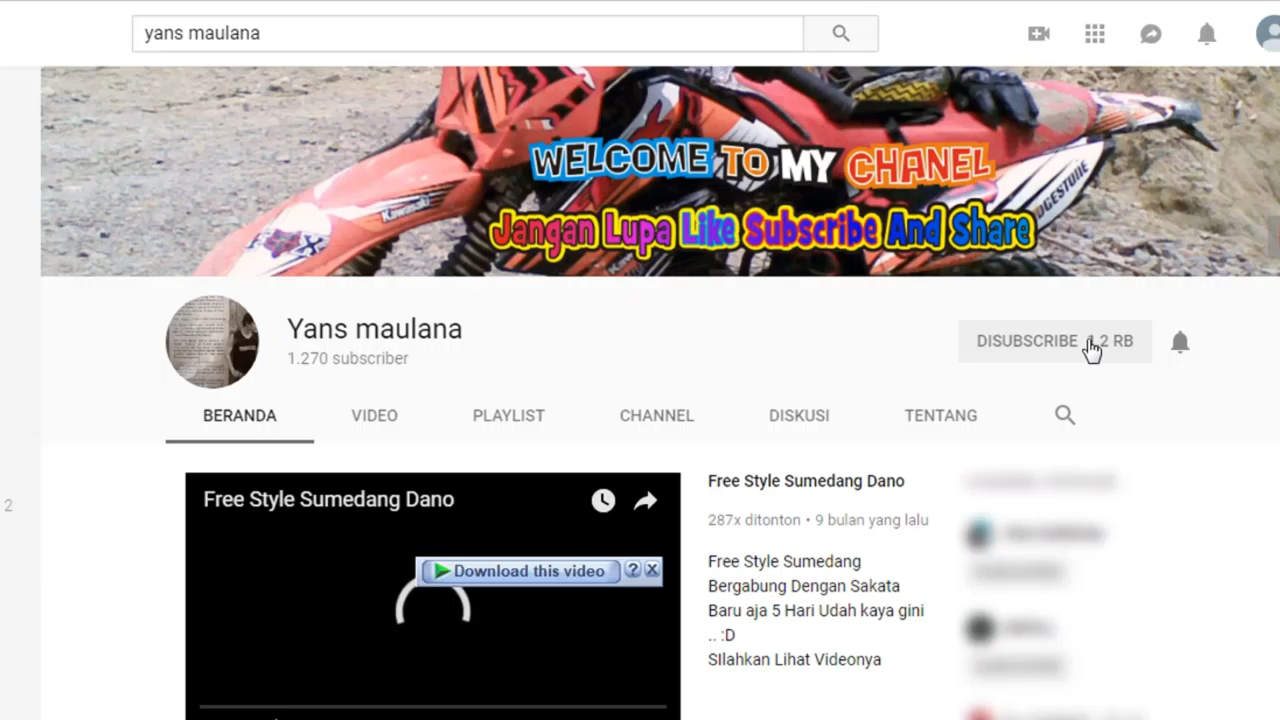 yans maulana
WELCOME TO MY CHANEL
Jangan Lupa Like Subscribe And Share
Kawasaki
Yans maulana
1.270 subscriber
DISUBSCRIBE 1,2 RB
BERANDA VIDEO PLAYLIST CHANNEL DISKUSI TENTANG
Free Style Sumedang Dano
Download this video ? X
Free Style Sumedang Dano
287x ditonton • 9 bulan yang lalu
Free Style Sumedang
Bergabung Dengan Sakata
Baru aja 5 Hari Udah kaya gini
.. :D
SIlahkan Lihat Videonya
2